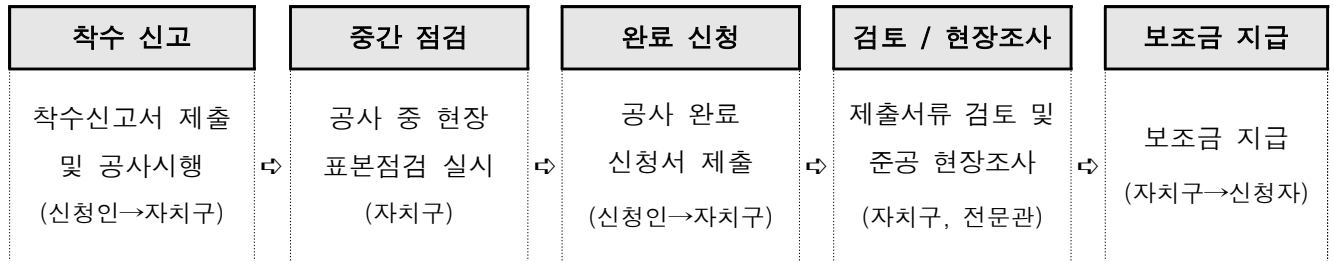 착수 신고
착수신고서 제출
및 공사시행
(신청인→자치구)
➪
중간 점검
공사 중 현장
표본점검 실시
(자치구)
➪
완료 신청
공사 완료
신청서 제출
(신청인→자치구)
➪
검토 / 현장조사
제출서류 검토 및
준공 현장조사
(자치구, 전문관)
➪
보조금 지급
보조금 지급
(자치구→신청자)